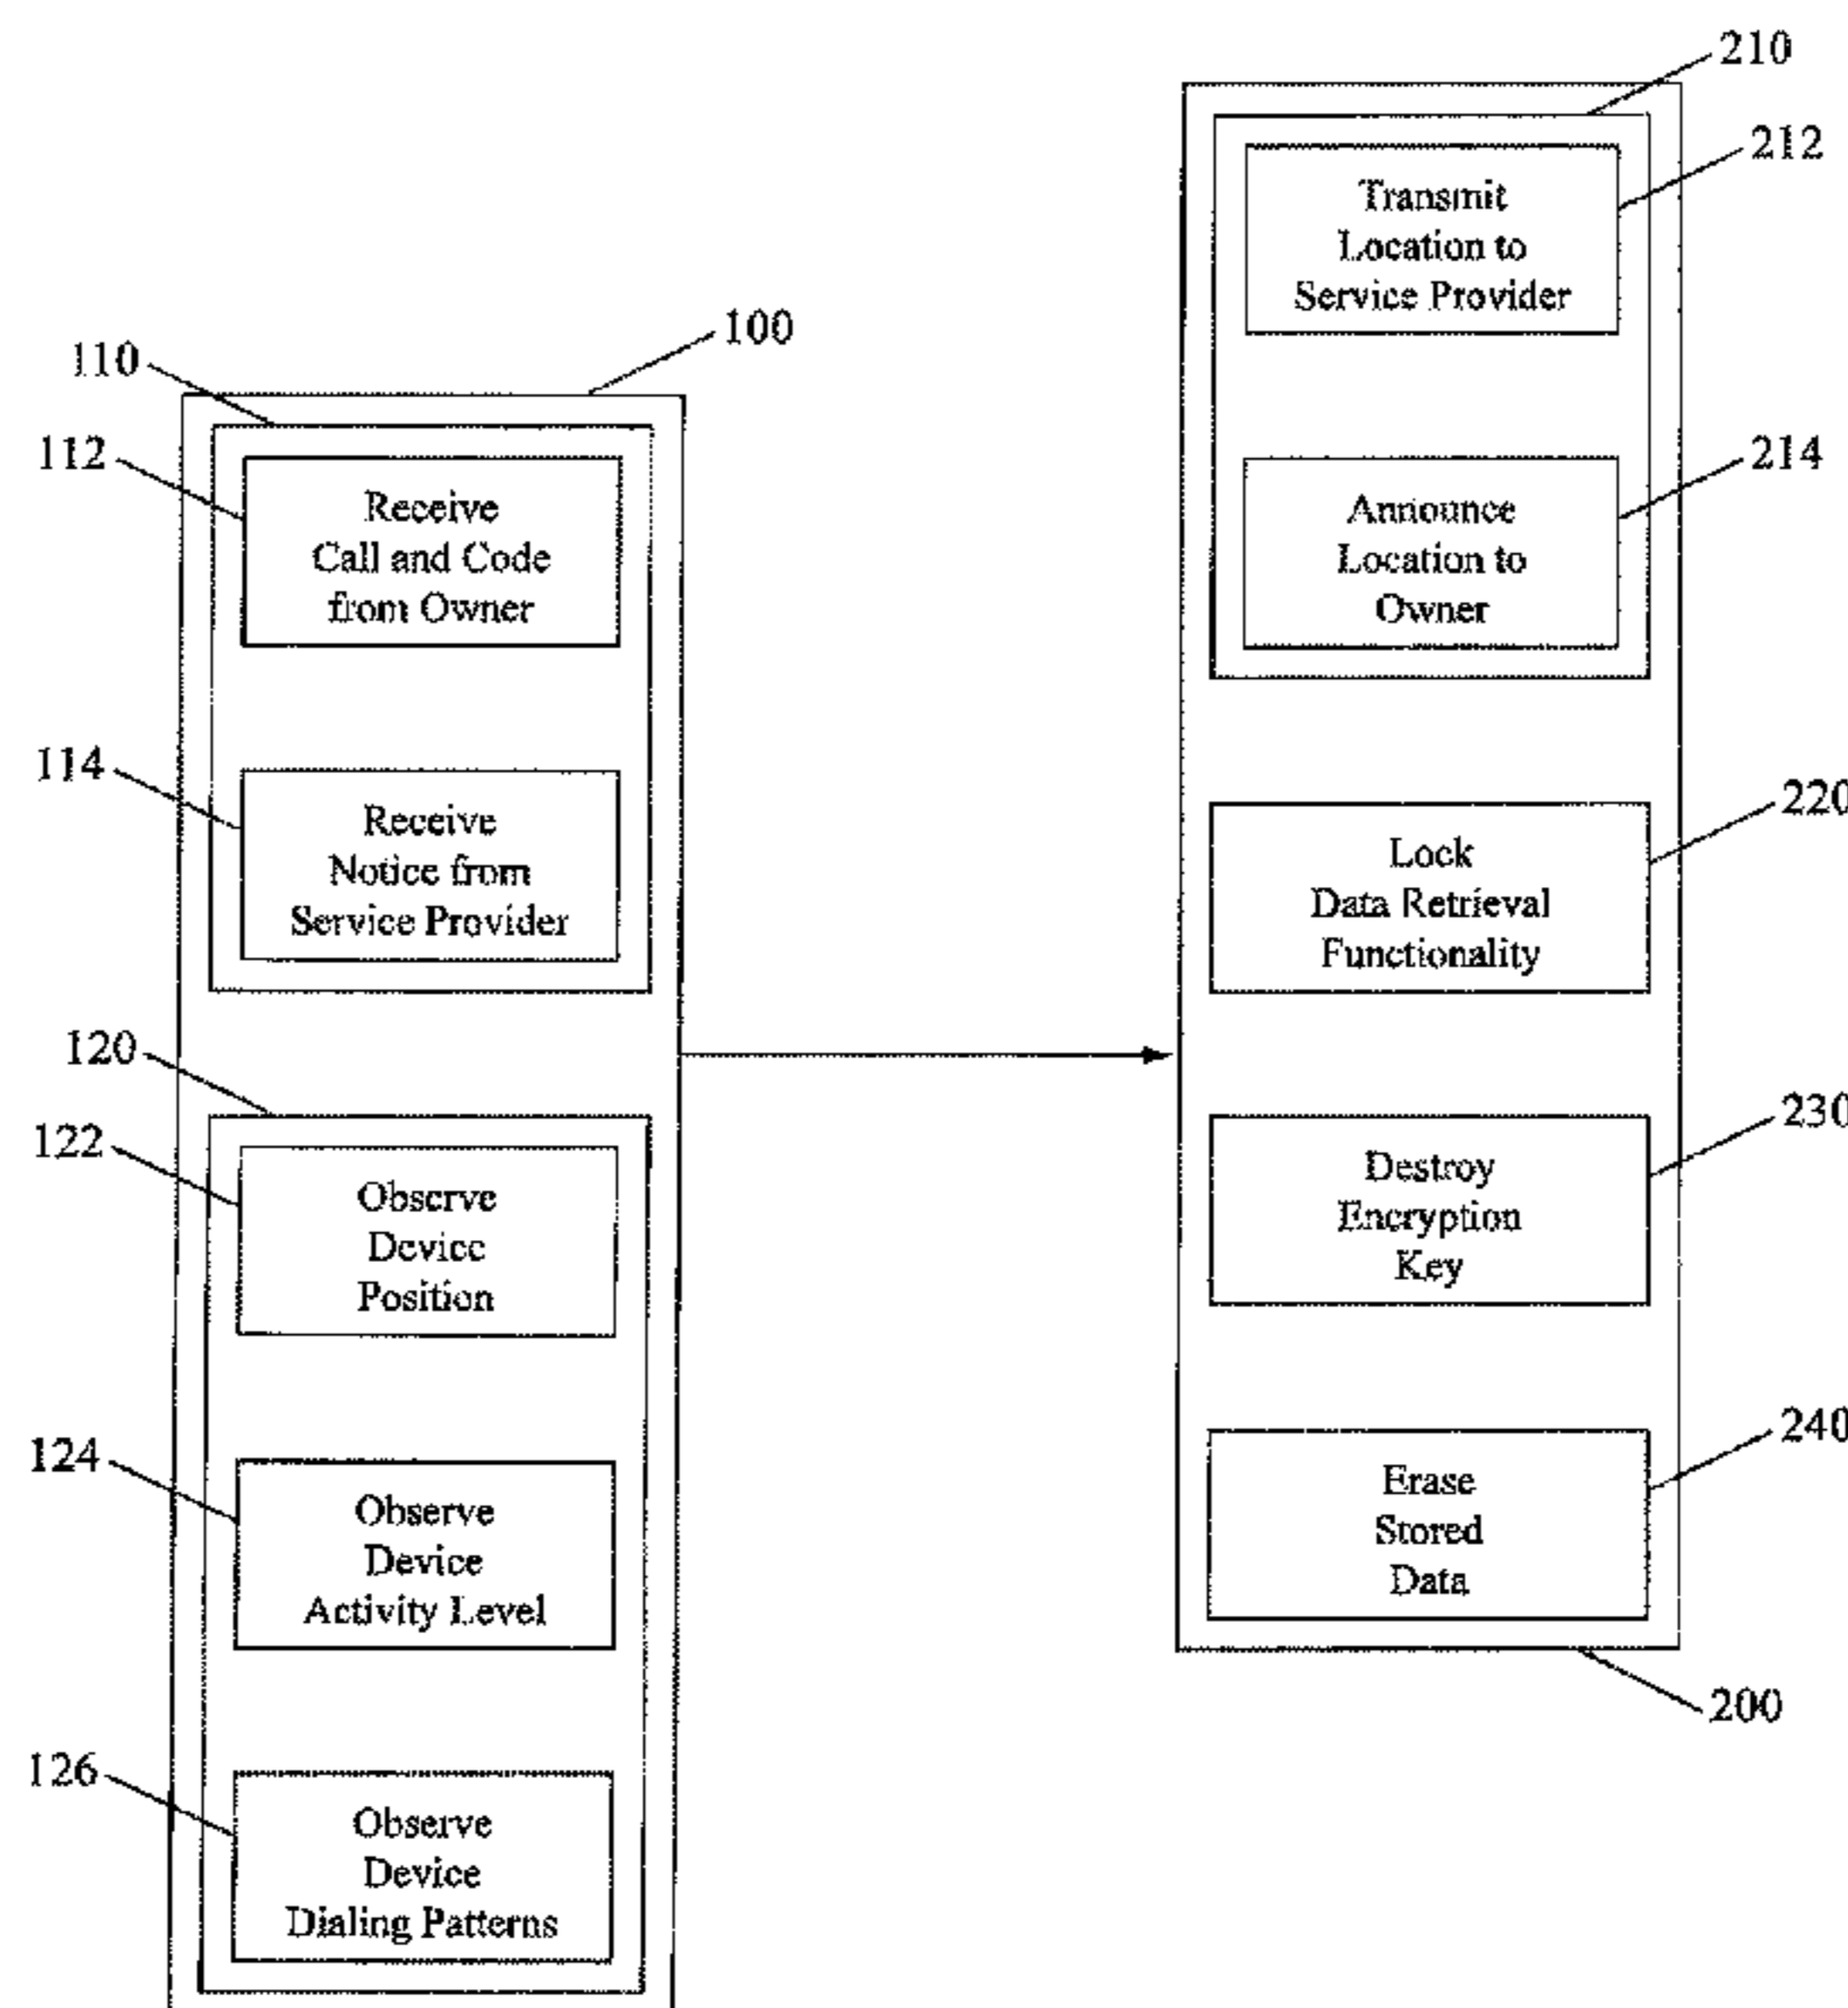 100
110
112
Receive
Call and Code
from Owner
114
Receive
Notice from
Service Provider
120
122
Observe
Device
Position
124
Observe
Device
Activity Level
126
Observe
Device
Dialing Patterns
210
212
Transmit
Location to
Service Provider
214
Announce
Location to
Owner
220
Lock
Data Retrieval
Functionality
230
Destroy
Encryption
Key
240
Erase
Stored
Data
200